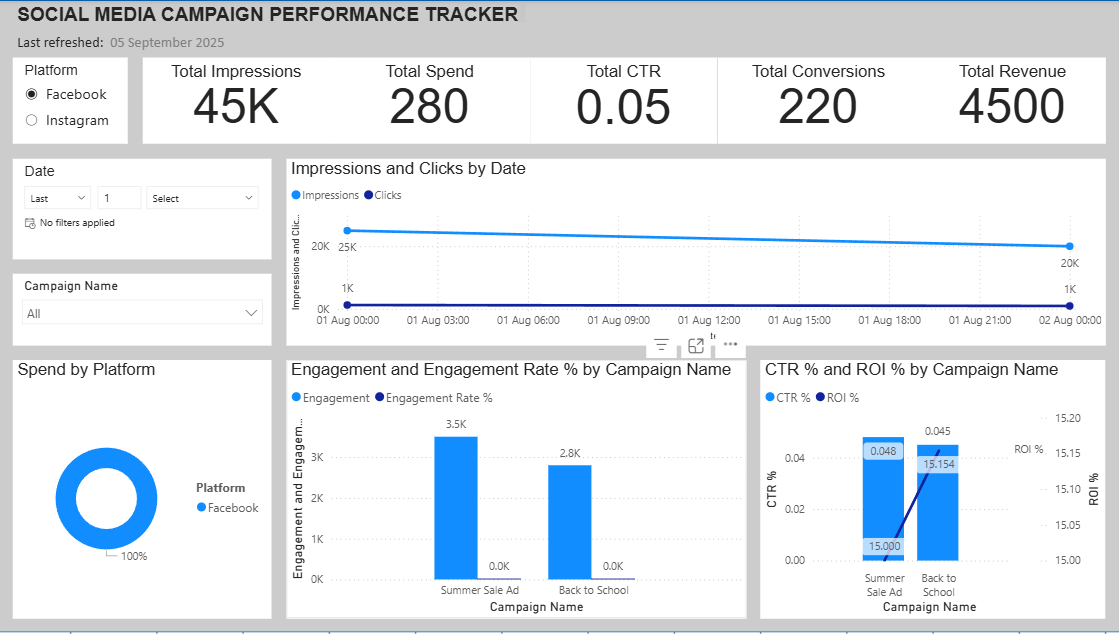 SOCIAL MEDIA CAMPAIGN PERFORMANCE TRACKER
Last refreshed: 05 September 2025
Platform
Facebook
Instagram
Total Impressions
45K
Total Spend
280
Total CTR
0.05
Total Conversions
220
Total Revenue
4500
Date
Last
1
Select
No filters applied
Campaign Name
All
Impressions and Clicks by Date
Impressions Clicks
Impressions and Clic...
20K
0K
25K
20K
1K
1K
01 Aug 00:00 01 Aug 03:00 01 Aug 06:00 01 Aug 09:00 01 Aug 12:00 01 Aug 15:00 01 Aug 18:00 01 Aug 21:00 02 Aug 00:00
Spend by Platform
Platform
Facebook
100%
Engagement and Engagement Rate % by Campaign Name
Engagement Engagement Rate %
Engagement and Engagem...
3K
2K
1K
0K
3.5K
0.0K
2.8K
0.0K
Summer Sale Ad Back to School
Campaign Name
CTR % and ROI % by Campaign Name
CTR % ROI %
CTR %
0.04
0.02
0.00
0.048
0.045
15.154
15.000
ROI %
15.20
15.15
15.10
15.05
15.00
ROI %
Summer
Sale Ad
Back to
School
Campaign Name